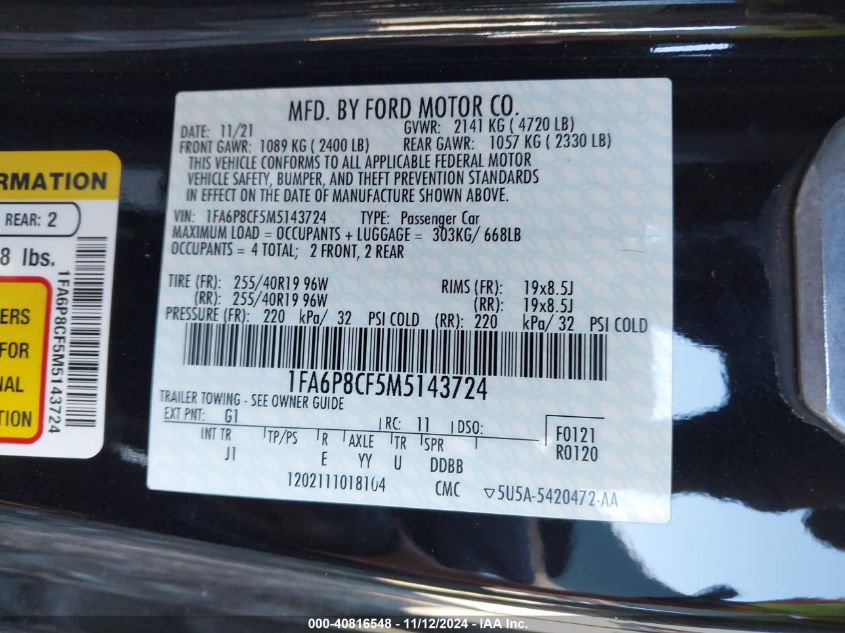 RMATION
REAR: 2
8 lbs.
ERS
FOR
NAL
TION
1FA6P8CF5M5143724
MFD. BY FORD MOTOR CO.
DATE: 11/21 GVWR: 2141 KG ( 4720 LB)
FRONT GAWR: 1089 KG ( 2400 LB) REAR GAWR: 1057 KG ( 2330 LB)
THIS VEHICLE CONFORMS TO ALL APPLICABLE FEDERAL MOTOR
VEHICLE SAFETY, BUMPER, AND THEFT PREVENTION STANDARDS
IN EFFECT ON THE DATE OF MANUFACTURE SHOWN ABOVE.
VIN: 1FA6P8CF5M5143724 TYPE: Passenger Car
MAXIMUM LOAD = OCCUPANTS + LUGGAGE = 303KG/ 668LB
OCCUPANTS = 4 TOTAL; 2 FRONT, 2 REAR
TIRE (FR): 255/40R19 96W RIMS (FR): 19x8.5J
(RR): 255/40R19 96W (RR): 19x8.5J
PRESSURE (FR): 220 kPa/ 32 PSI COLD (RR): 220 kPa/ 32 PSI COLD
1FA6P8CF5M5143724
TRAILER TOWING - SEE OWNER GUIDE
EXT PNT: G1 RC: 11 DSO: F0121
INT TR TP/PS R AXLE TR SPR R0120
J1 E YY U DDBB
1202111018104 CMC ▽5U5A-5420472-AA
000-40816548 - 11/12/2024 - IAA Inc.